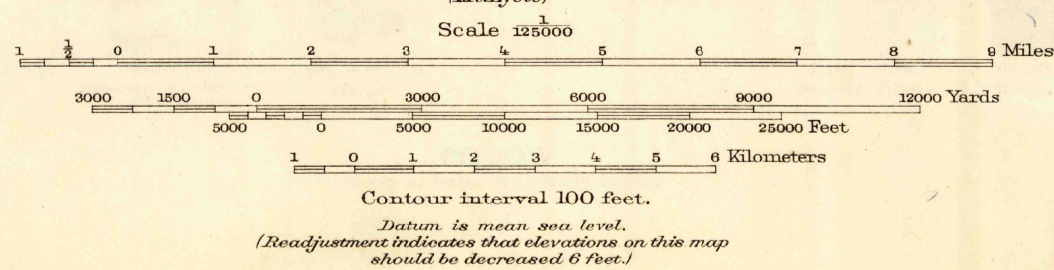 Scale 1/125000
1 ½ 0 1 2 3 4 5 6 7 8 9 Miles
3000 1500 0 3000 6000 9000 12000 Yards
5000 0 5000 10000 15000 20000 25000 Feet
1 0 1 2 3 4 5 6 Kilometers
Contour interval 100 feet.
Datum is mean sea level.
(Readjustment indicates that elevations on this map
should be decreased 6 feet.)